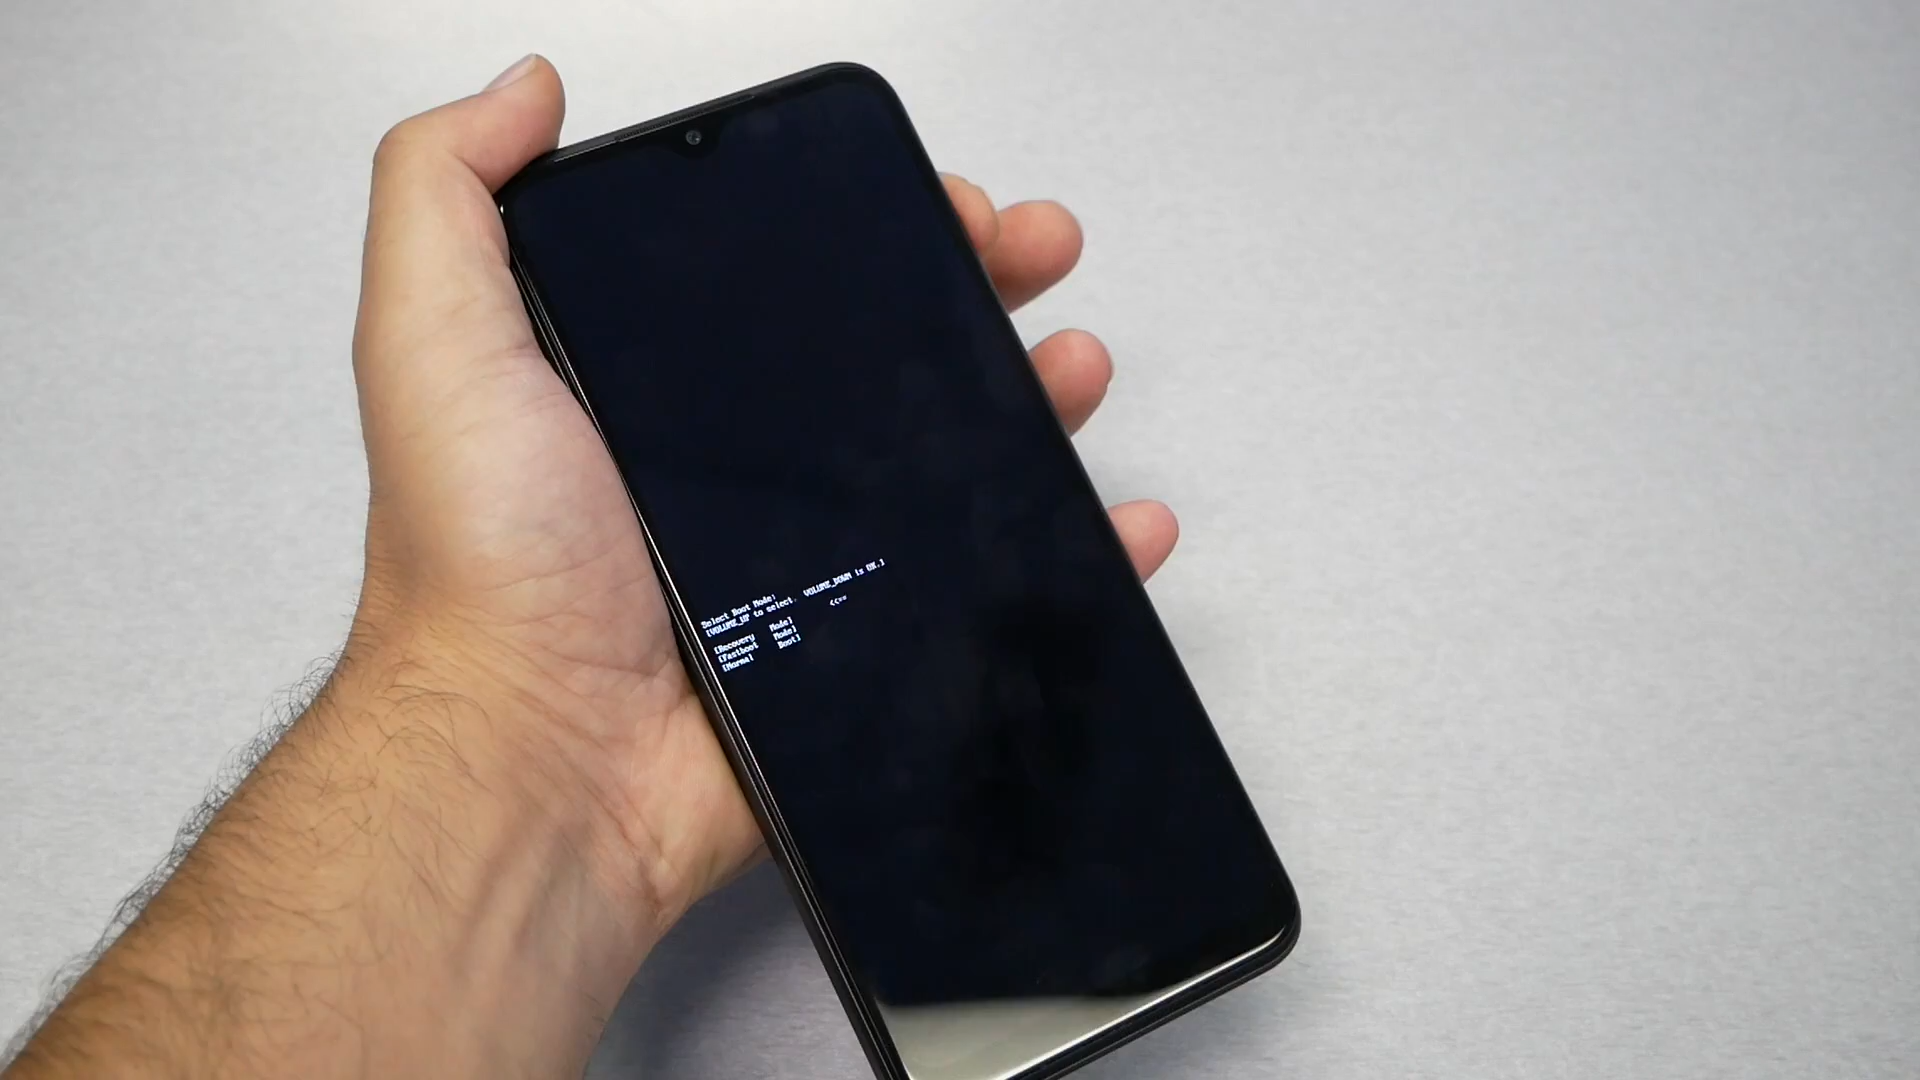 Select Boot Mode:
[VOLUME_UP to select. VOLUME_DOWN is OK.]
[Recovery Mode] <<==
[Fastboot Mode]
[Normal Boot]